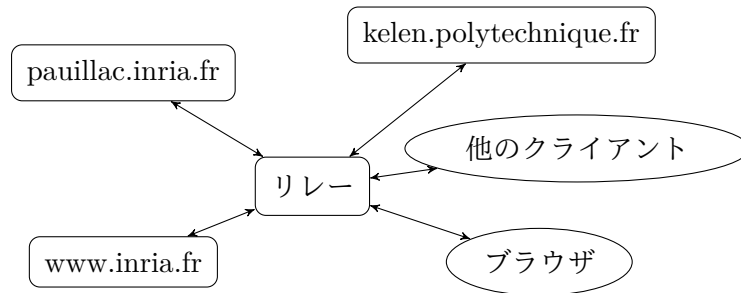 kelen.polytechnique.fr
pauillac.inria.fr
他のクライアント
リレー
www.inria.fr
ブラウザ